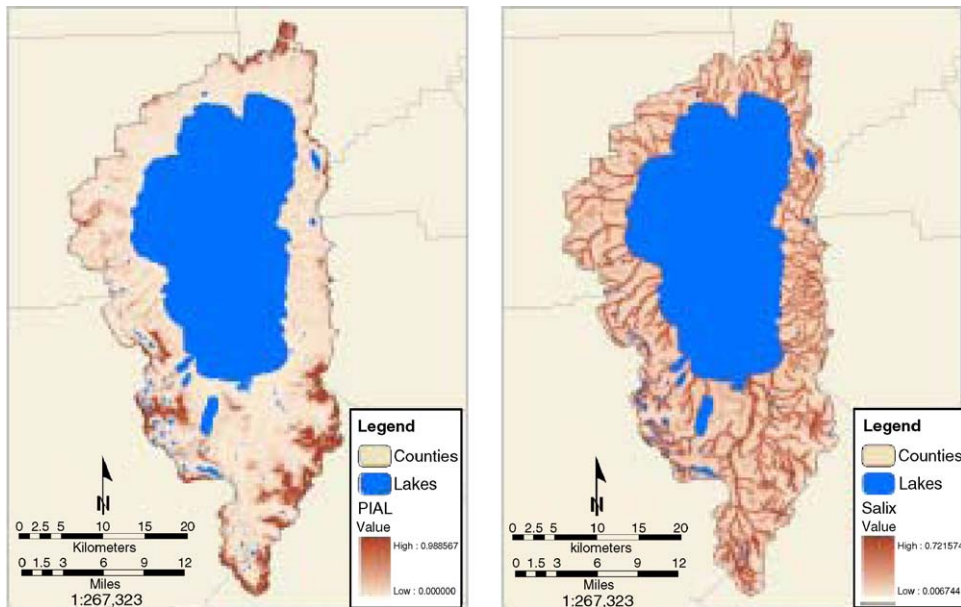 Legend
Counties
Lakes
PIAL
Value
High : 0.988567
Low : 0.000000
N
0 2.5 5 10 15 20
Kilometers
0 1.5 3 6 9 12
Miles
1:267,323
Legend
Counties
Lakes
Salix
Value
High : 0.721574
Low : 0.006744
N
0 2.5 5 10 15 20
kilometers
0 1.5 3 6 9 12
Miles
1:267,323